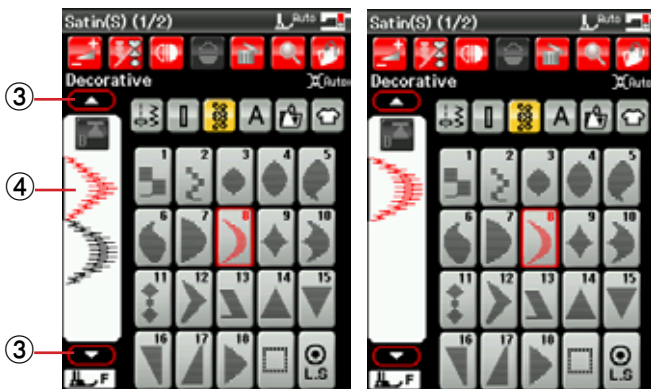 Satin(S) (1/2) Auto
Decorative Auto
③
B
A
④
1 2 3 4 5
6 7 8 9 10
11 12 13 14 15
③
16 17 18
F
L.S
Satin(S) (1/2) Auto
Decorative Auto
B
A
1 2 3 4 5
6 7 8 9 10
11 12 13 14 15
16 17 18
F
L.S